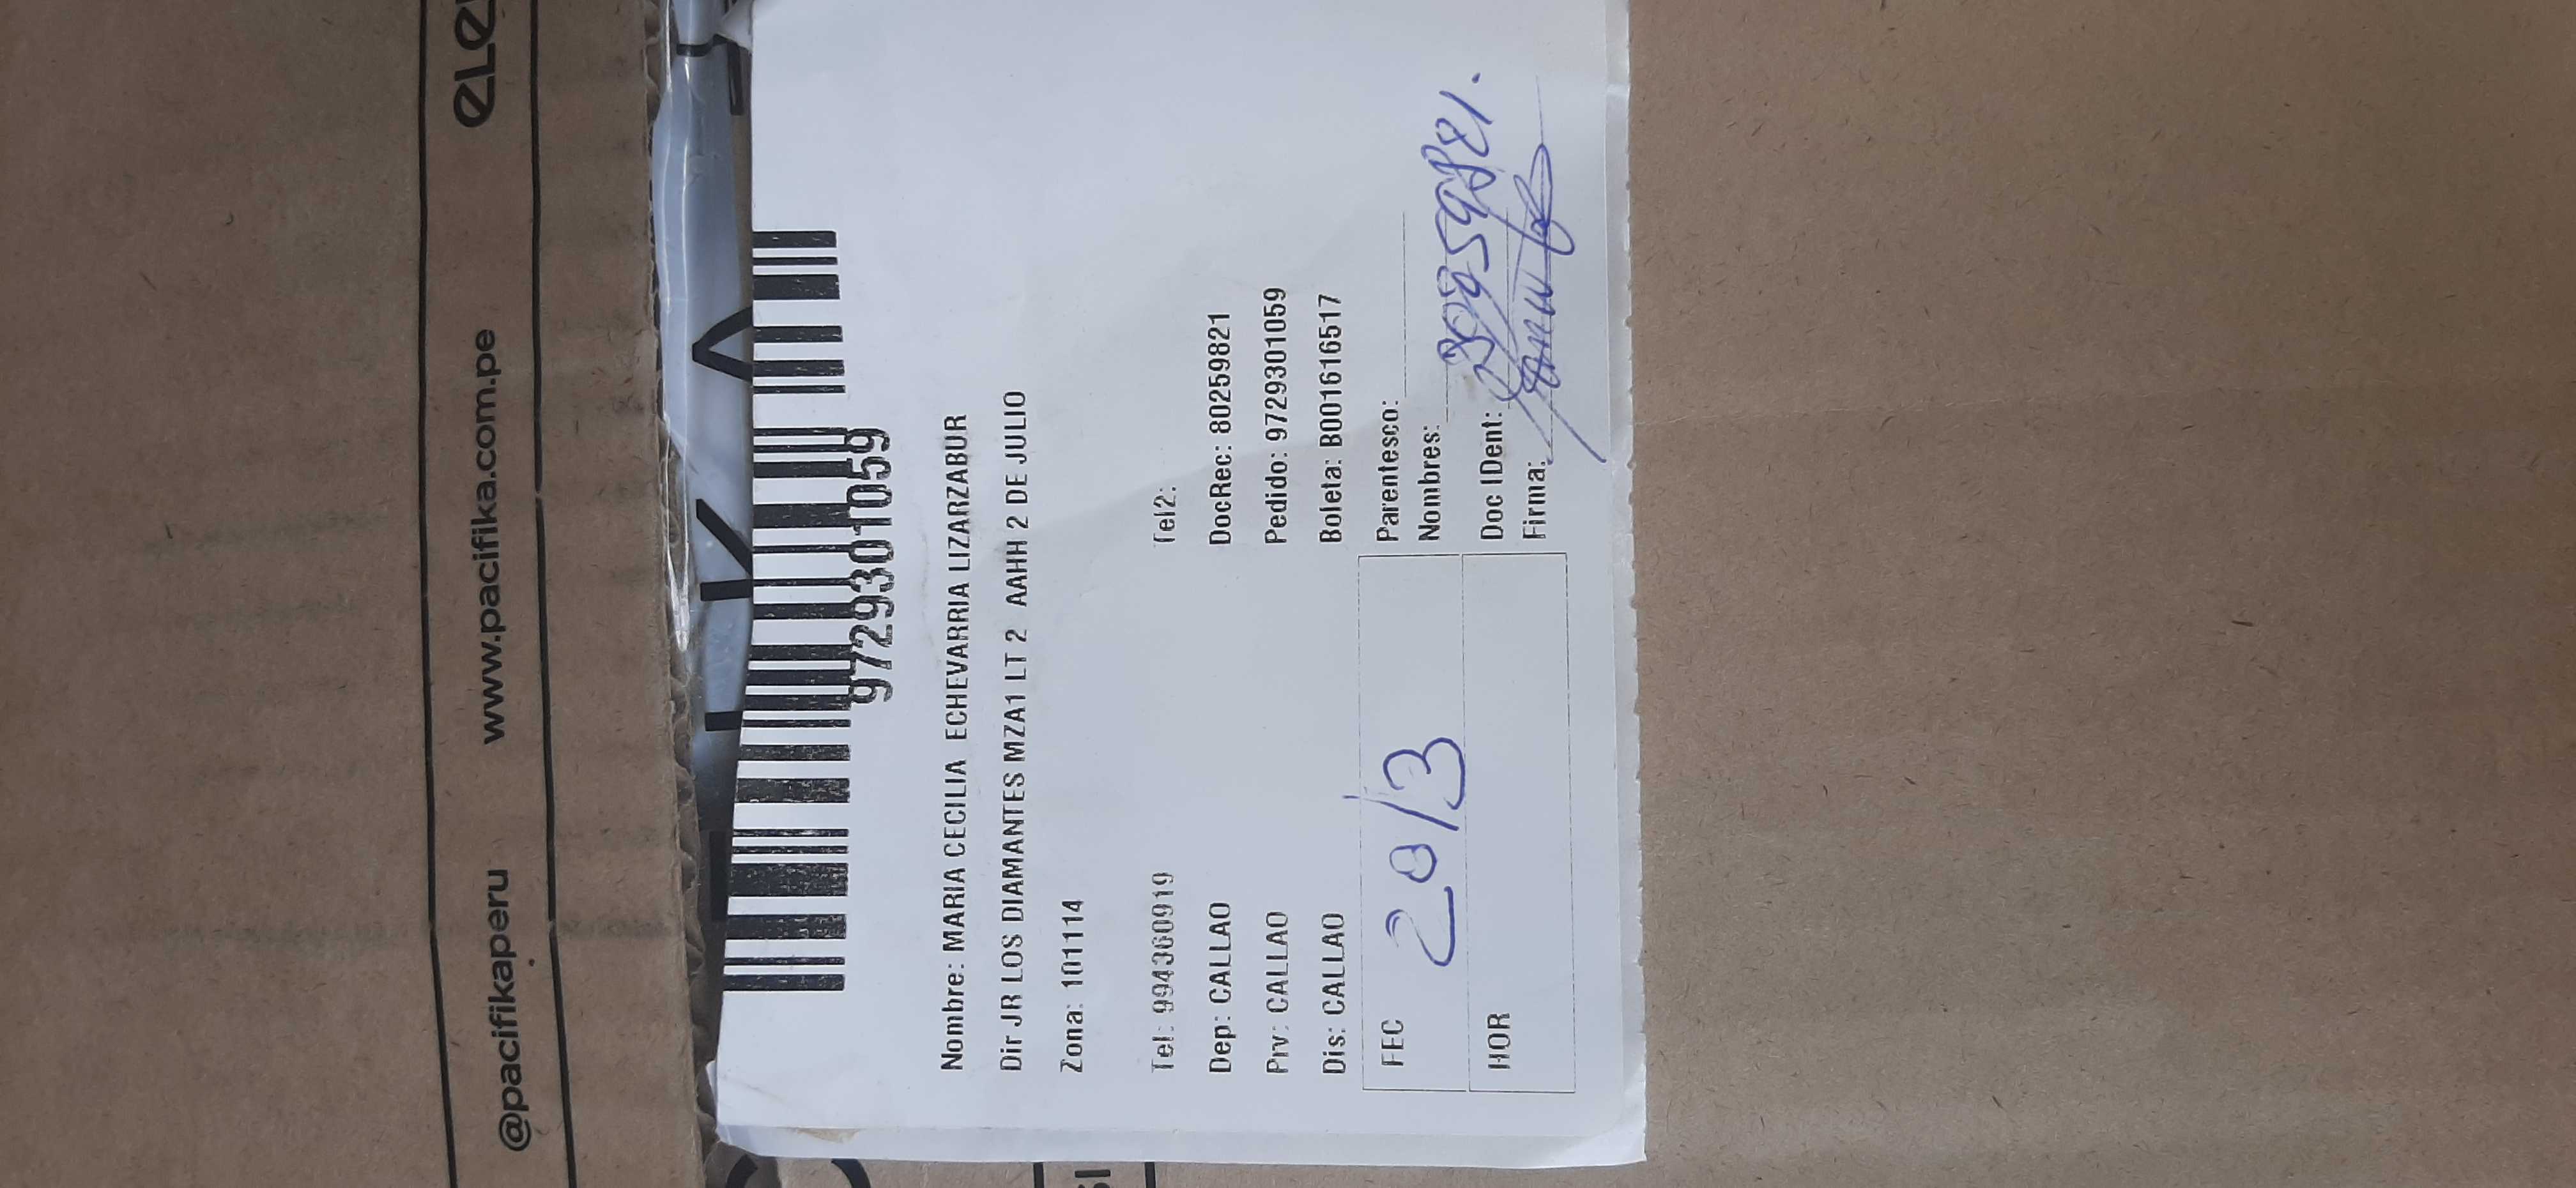 @pacifikaperu www.pacifika.com.pe
9729301059
Nombre: MARIA CECILIA ECHEVARRIA LIZARZABUR
Dir JR LOS DIAMANTES MZA1 LT 2 AAHH 2 DE JULIO
Zona: 101114
Tel: 994360919 Tel2:
Dep: CALLAO DocRec: 80259821
Prv: CALLAO Pedido: 9729301059
Dis: CALLAO Boleta: B001616517
FEC 20/3
HOR
Parentesco:
Nombres:
Doc IDent:
Firma: